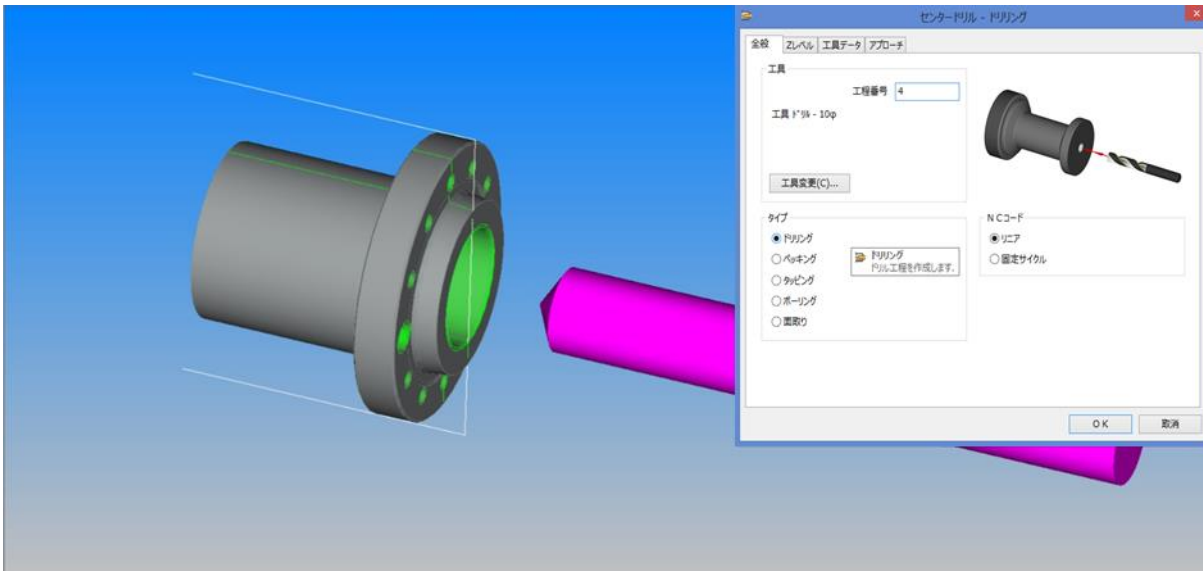 センタードリル - ドリリング
全般 Zレベル 工具データ アプローチ
工具
工程番号 4
工具 ドリル - 10φ
工具変更(C)...
タイプ
ドリリング
ペッキング
タッピング
ボーリング
面取り
ドリリング
ドリル工程を作成します。
NCコード
リニア
固定サイクル
OK 取消